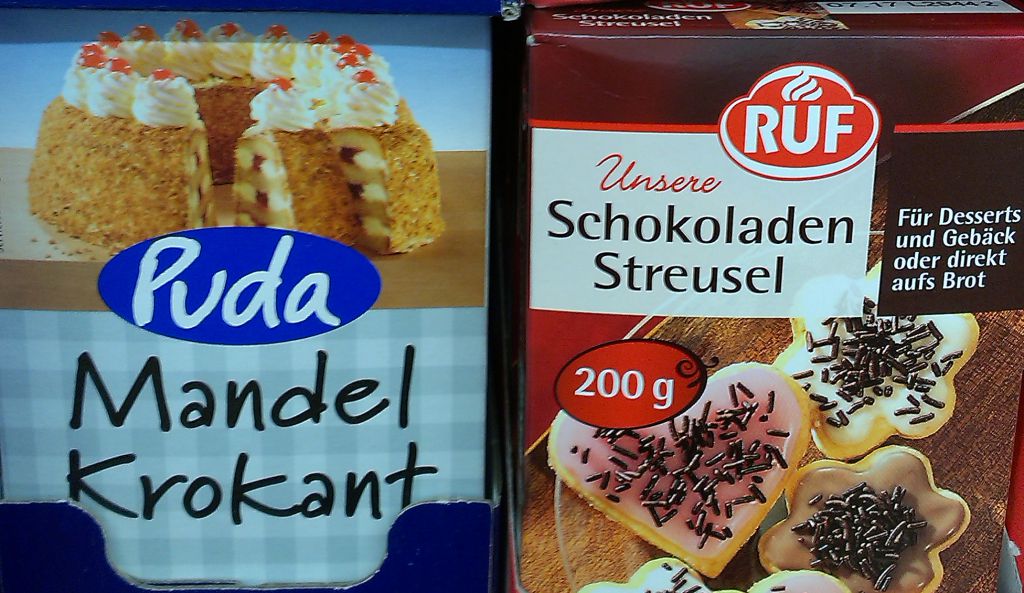 Puda
Mandel
Krokant
Schokoladen
Streusel
RUF
Unsere
Schokoladen
Streusel
Für Desserts
und Gebäck
oder direkt
aufs Brot
200 g